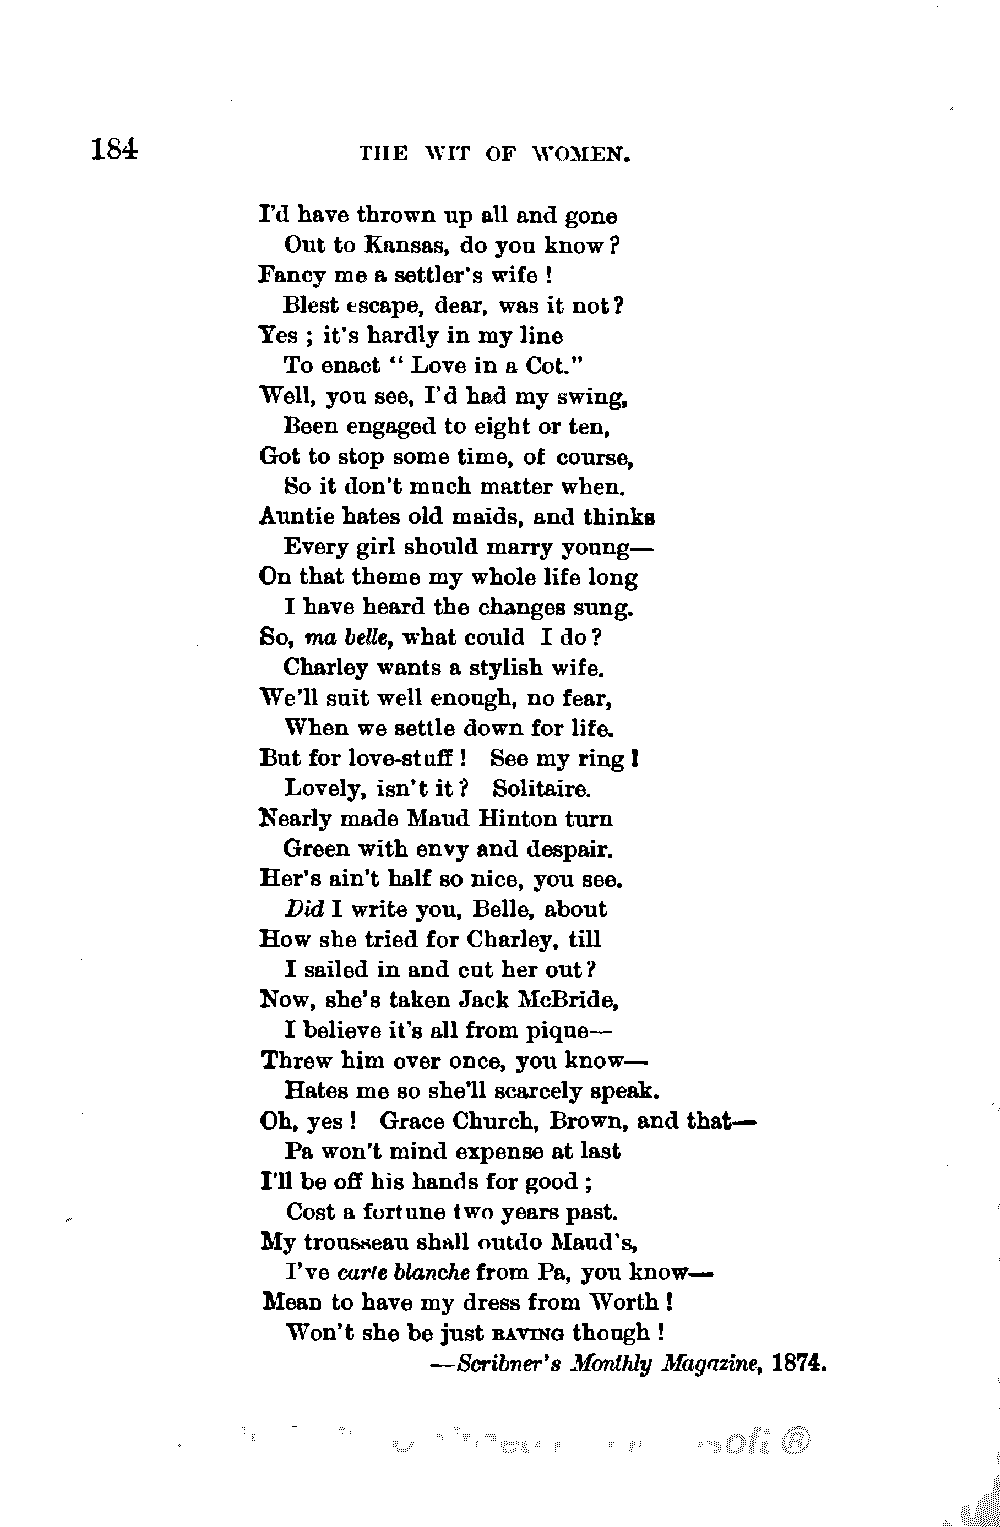 184 THE WIT OF WOMEN.
I'd have thrown up all and gone
Out to Kansas, do you know?
Fancy me a settler's wife !
Blest escape, dear, was it not?
Yes ; it's hardly in my line
To enact “ Love in a Cot.”
Well, you see, I'd had my swing,
Been engaged to eight or ten,
Got to stop some time, of course,
So it don't much matter when.
Auntie hates old maids, and thinks
Every girl should marry young—
On that theme my whole life long
I have heard the changes sung.
So, ma belle, what could I do?
Charley wants a stylish wife.
We'll suit well enough, no fear,
When we settle down for life.
But for love-stuff ! See my ring !
Lovely, isn't it ? Solitaire.
Nearly made Maud Hinton turn
Green with envy and despair.
Her's ain't half so nice, you see.
Did I write you, Belle, about
How she tried for Charley, till
I sailed in and cut her out?
Now, she's taken Jack McBride,
I believe it's all from pique—
Threw him over once, you know—
Hates me so she'll scarcely speak.
Oh, yes ! Grace Church, Brown, and that—
Pa won't mind expense at last
I'll be off his hands for good ;
Cost a fortune two years past.
My trousseau shall outdo Maud's,
I've carte blanche from Pa, you know—
Mean to have my dress from Worth !
Won't she be just RAVING though !
—Scribner's Monthly Magazine, 1874.